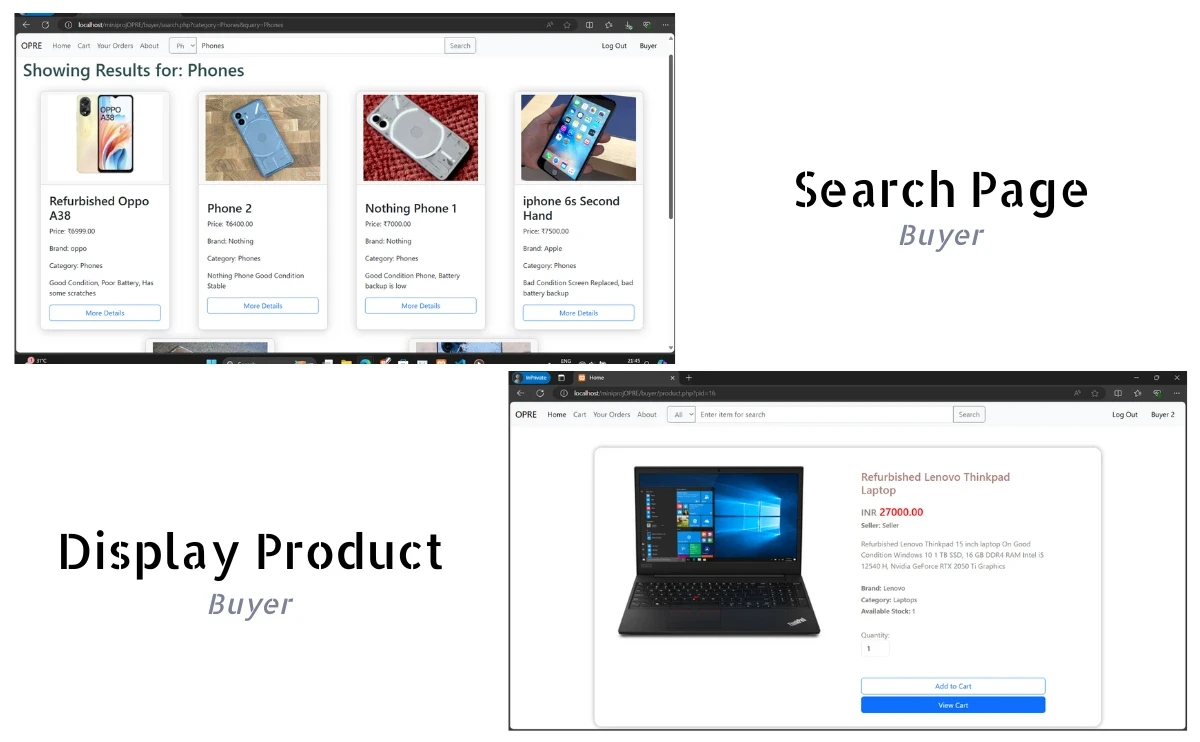 localhost/miniprojOPRE/buyer/search.php?category=Phones&query=Phones
OPRE Home Cart Your Orders About Ph Phones Search Log Out Buyer
Showing Results for: Phones
OPPO
A38
Refurbished Oppo
A38
Price: ₹6999.00
Brand: oppo
Category: Phones
Good Condition, Poor Battery, Has
some scratches
More Details
Phone 2
Price: ₹6400.00
Brand: Nothing
Category: Phones
Nothing Phone Good Condition
Stable
More Details
Nothing Phone 1
Price: ₹7000.00
Brand: Nothing
Category: Phones
Good Condition Phone, Battery
backup is low
More Details
iphone 6s Second
Hand
Price: ₹7500.00
Brand: Apple
Category: Phones
Bad Condition Screen Replaced, bad
battery backup
More Details
31°C
Search
ENG
21:45
Search Page
Buyer
Display Product
Buyer
InPrivate Home
localhost/miniprojOPRE/buyer/product.php?pid=16
OPRE Home Cart Your Orders About All Enter item for search Search Log Out Buyer 2
ThinkPad
Refurbished Lenovo Thinkpad
Laptop
INR 27000.00
Seller: Seller
Refurbished Lenovo Thinkpad 15 inch laptop On Good
Condition Windows 10 1 TB SSD, 16 GB DDR4 RAM Intel i5
12540 H, Nvidia GeForce RTX 2050 Ti Graphics
Brand: Lenovo
Category: Laptops
Available Stock: 1
Quantity:
1
Add to Cart
View Cart